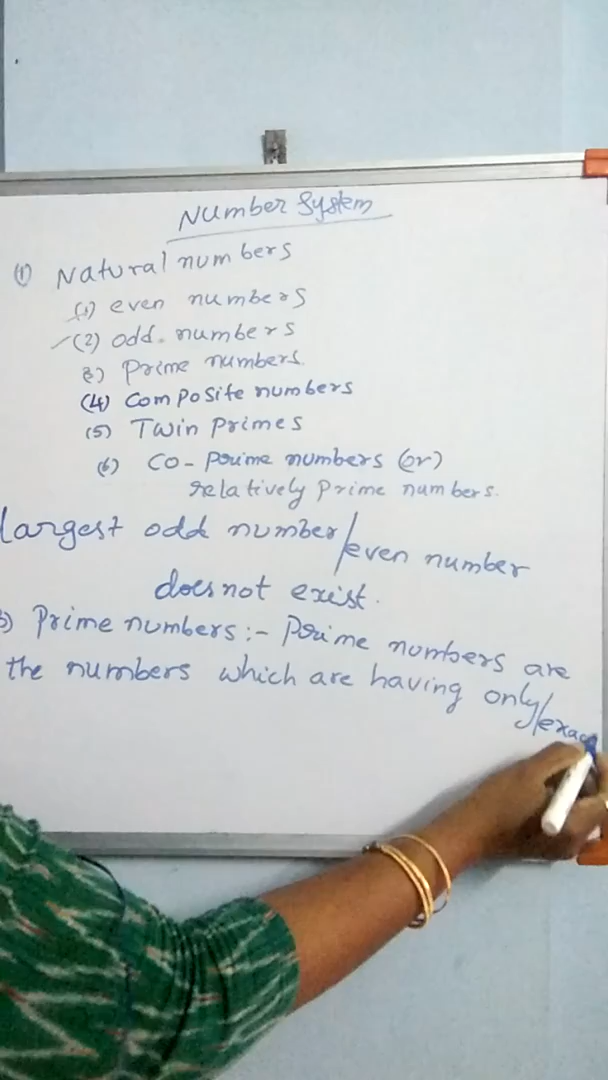 Number System
(1) Natural numbers
(1) even numbers
(2) odd. numbers
3) Prime numbers.
(4) Composite numbers
(5) Twin Primes
(6) Co-prime numbers (or)
relatively Prime numbers.
largest odd number/even number
does not exist.
3) Prime numbers:- Prime numbers are
the numbers which are having only/exac